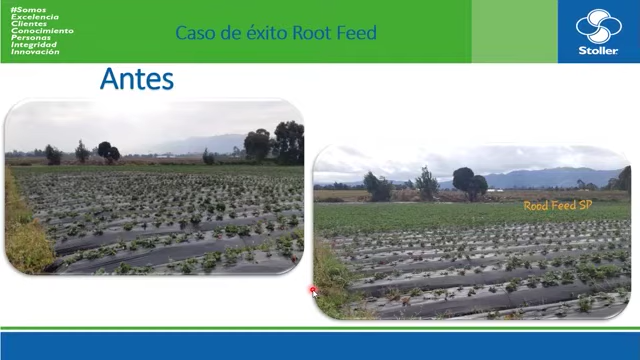 #Somos
Excelencia
Clientes
Conocimiento
Personas
Integridad
Innovación
Caso de éxito Root Feed
Stoller
Antes
Rood Feed SP